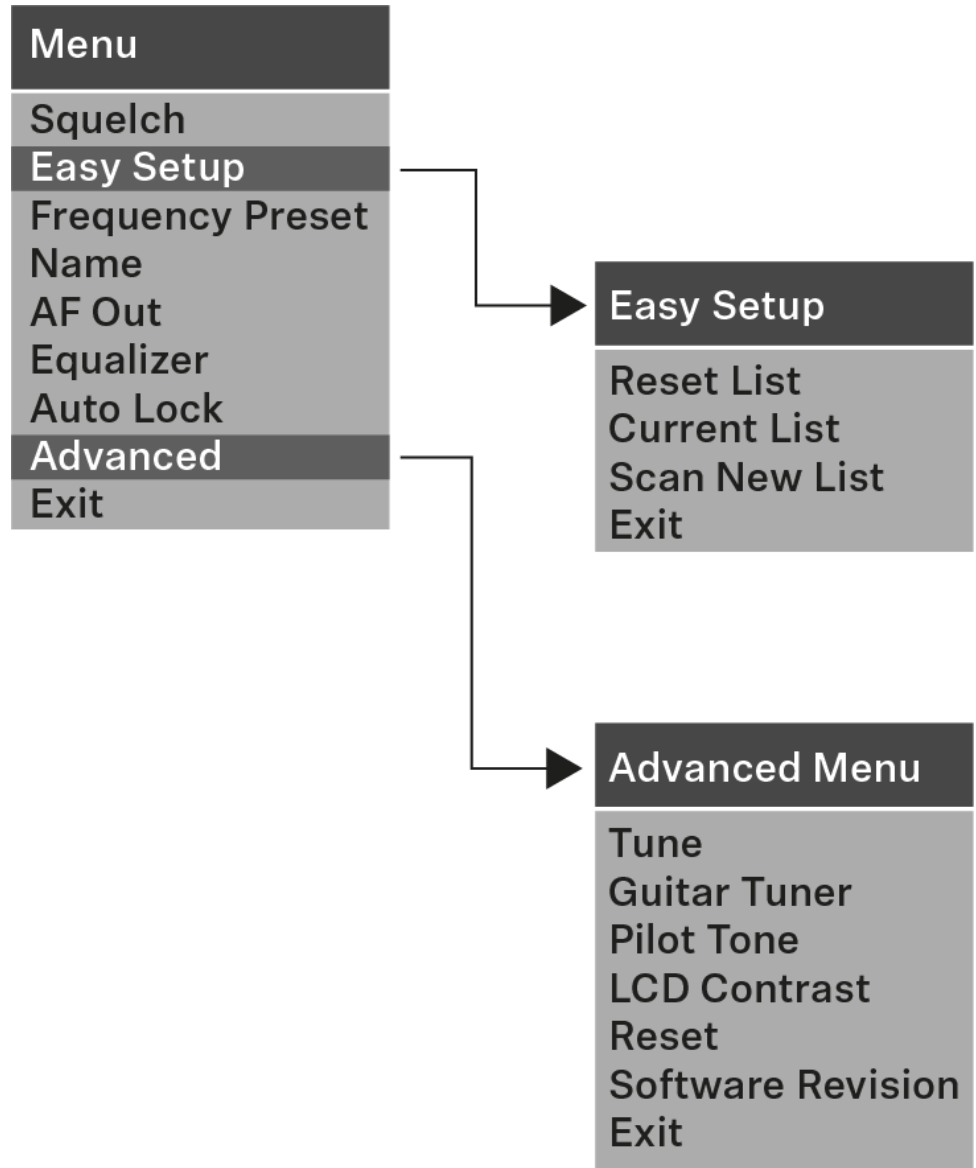 Menu
Squelch
Easy Setup
Frequency Preset
Name
AF Out
Equalizer
Auto Lock
Advanced
Exit
Easy Setup
Reset List
Current List
Scan New List
Exit
Advanced Menu
Tune
Guitar Tuner
Pilot Tone
LCD Contrast
Reset
Software Revision
Exit